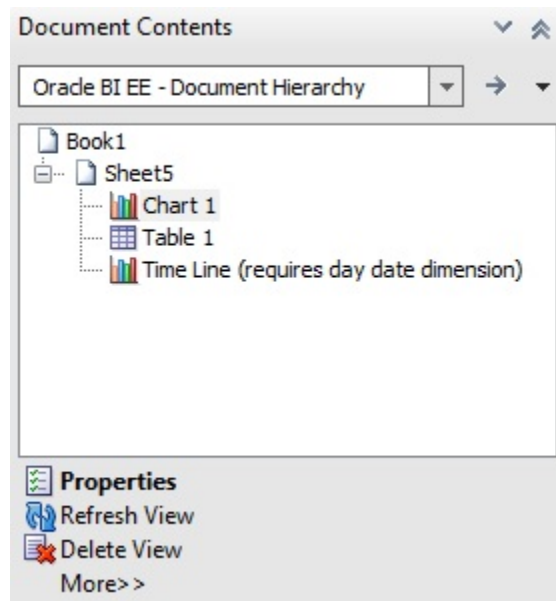 Document Contents
Oracle BI EE - Document Hierarchy
Book1
Sheet5
Chart 1
Table 1
Time Line (requires day date dimension)
Properties
Refresh View
Delete View
More>>